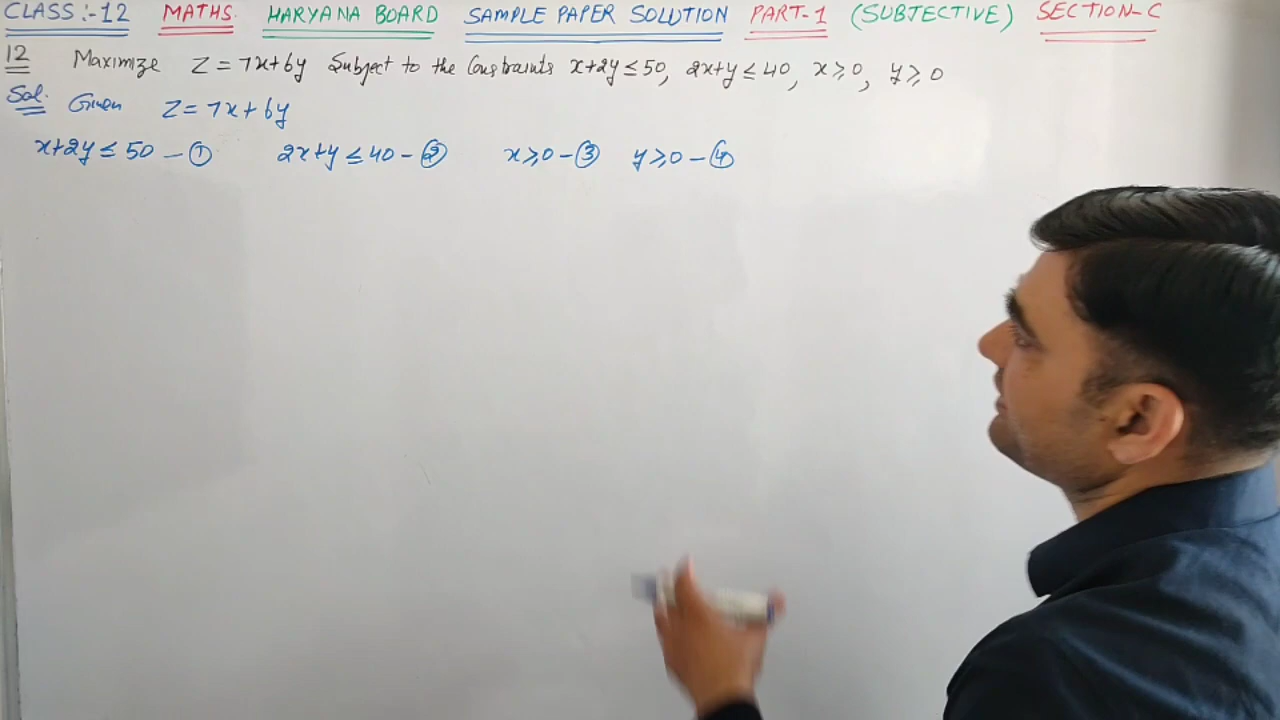 CLASS :- 12 MATHS. HARYANA BOARD SAMPLE PAPER SOLUTION PART-1 (SUBJECTIVE) SECTION-C
12 Maximize Z = 7x+6y Subject to the Constraints x+2y ≤ 50, 2x+y ≤ 40, x ≥ 0, y ≥ 0
Sol. Given Z = 7x+6y
x+2y ≤ 50 – ① 2x+y ≤ 40 – ② x ≥ 0 – ③ y ≥ 0 – ④